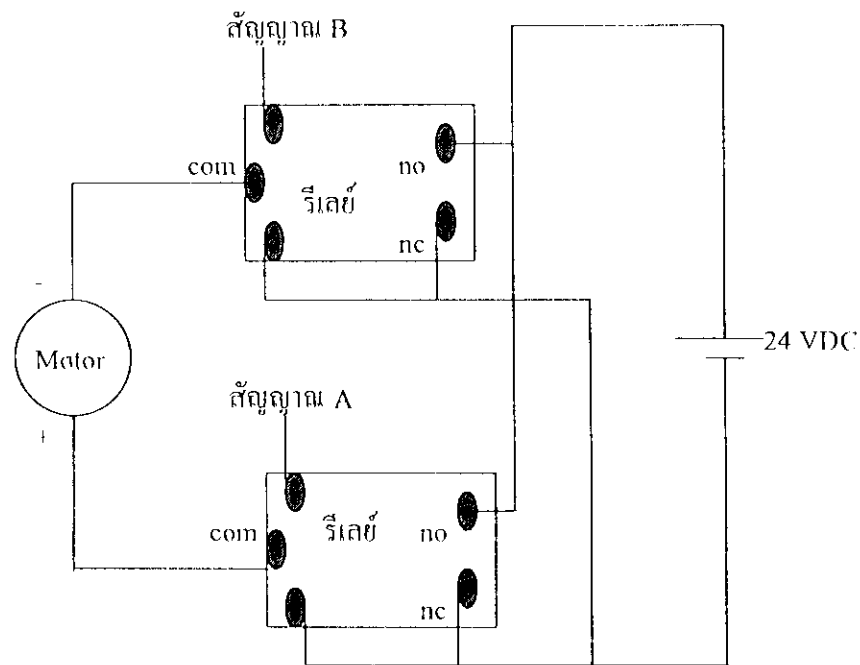 สัญญาณ B
com
no
รีเลย์
nc
-
Motor
24 VDC
+
สัญญาณ A
com
รีเลย์
no
nc